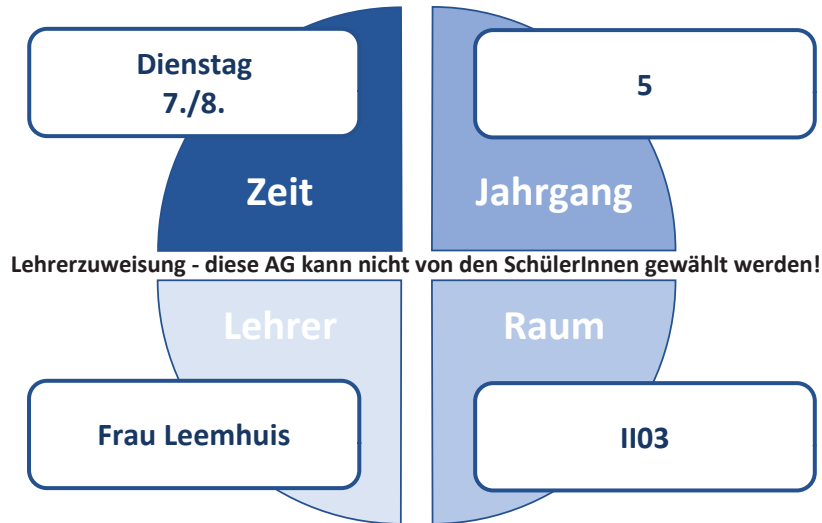 Dienstag
7./8.
5
Zeit
Jahrgang
Lehrerzuweisung - diese AG kann nicht von den SchülerInnen gewählt werden!
Lehrer
Raum
Frau Leemhuis
II03